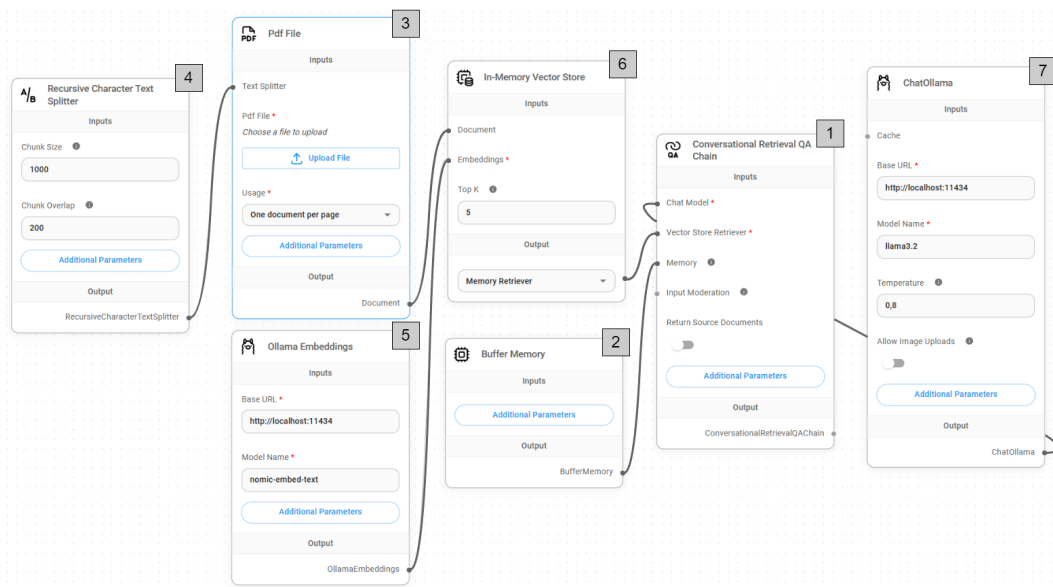 4
A/B
Recursive Character Text
Splitter
Inputs
Chunk Size
1000
Chunk Overlap
200
Additional Parameters
Output
RecursiveCharacterTextSplitter
3
PDF
Pdf File
Inputs
Text Splitter
Pdf File *
Choose a file to upload
Upload File
Usage *
One document per page
Additional Parameters
Output
Document
5
Ollama Embeddings
Inputs
Base URL *
http://localhost:11434
Model Name *
nomic-embed-text
Additional Parameters
Output
OllamaEmbeddings
6
In-Memory Vector Store
Inputs
Document
Embeddings *
Top K
5
Output
Memory Retriever
2
Buffer Memory
Inputs
Additional Parameters
Output
BufferMemory
1
QA
Conversational Retrieval QA
Chain
Inputs
Chat Model *
Vector Store Retriever *
Memory
Input Moderation
Return Source Documents
Additional Parameters
Output
ConversationalRetrievalQAChain
7
ChatOllama
Inputs
Cache
Base URL *
http://localhost:11434
Model Name *
llama3.2
Temperature
0,8
Allow Image Uploads
Additional Parameters
Output
ChatOllama